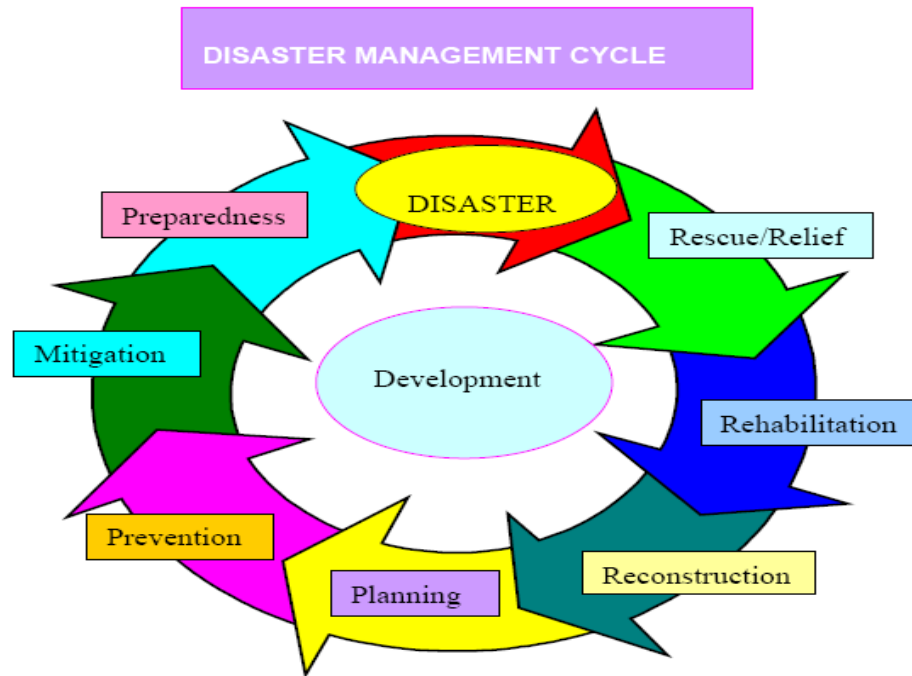 DISASTER MANAGEMENT CYCLE
DISASTER
Preparedness
Rescue/Relief
Mitigation
Development
Rehabilitation
Prevention
Planning
Reconstruction